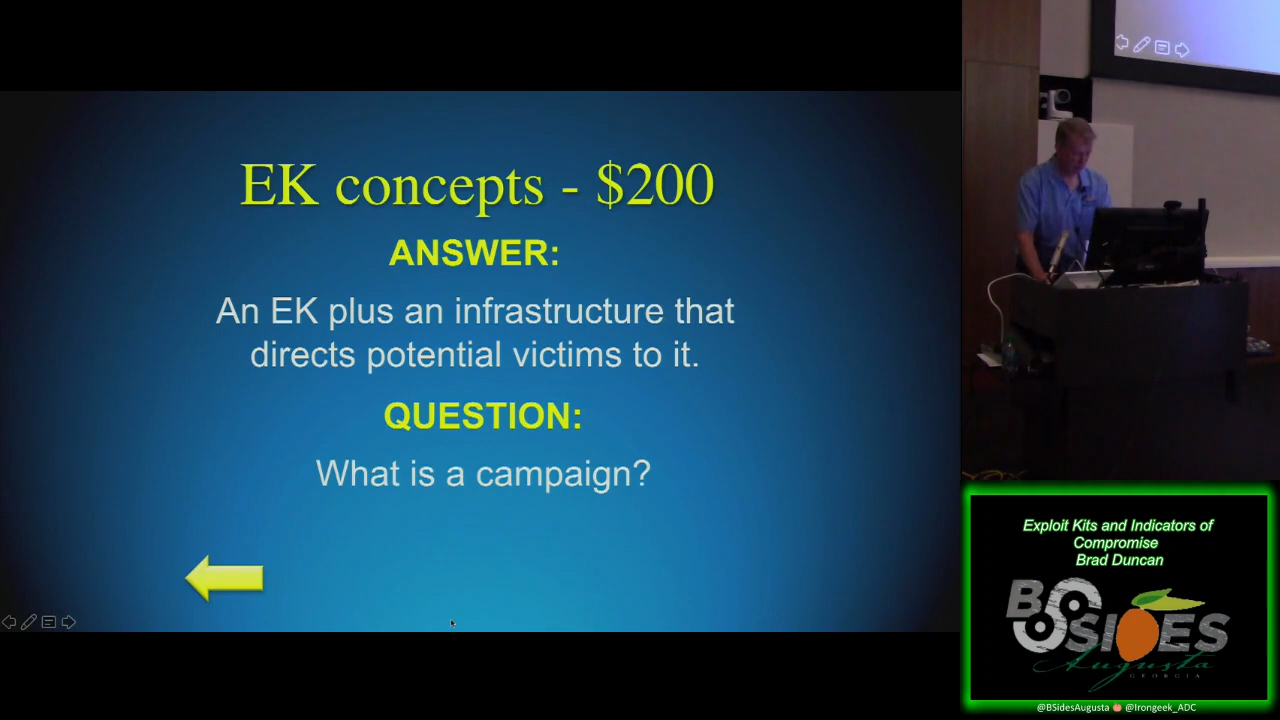 EK concepts - $200
ANSWER:
An EK plus an infrastructure that
directs potential victims to it.
QUESTION:
What is a campaign?
Exploit Kits and Indicators of
Compromise
Brad Duncan
BSIDES
Augusta
GEORGIA
@BSidesAugusta @Irongeek_ADC